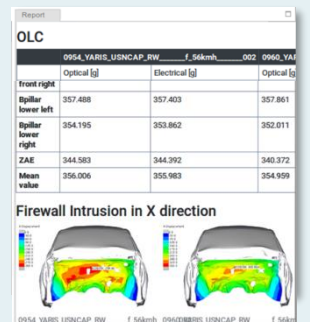 Report
OLC
0954_YARIS_USNCAP_RW_____f_56kmh_____002 0960_YAF
Optical [g] Electrical [g] Optical [g
front right
Bpillar lower left 357.488 357.403 357.861
Bpillar lower right 354.195 353.862 352.011
ZAE 344.583 344.392 340.372
Mean value 356.006 355.983 354.959
Firewall Intrusion in X direction
0954_YARIS_USNCAP_RW f_56kmh